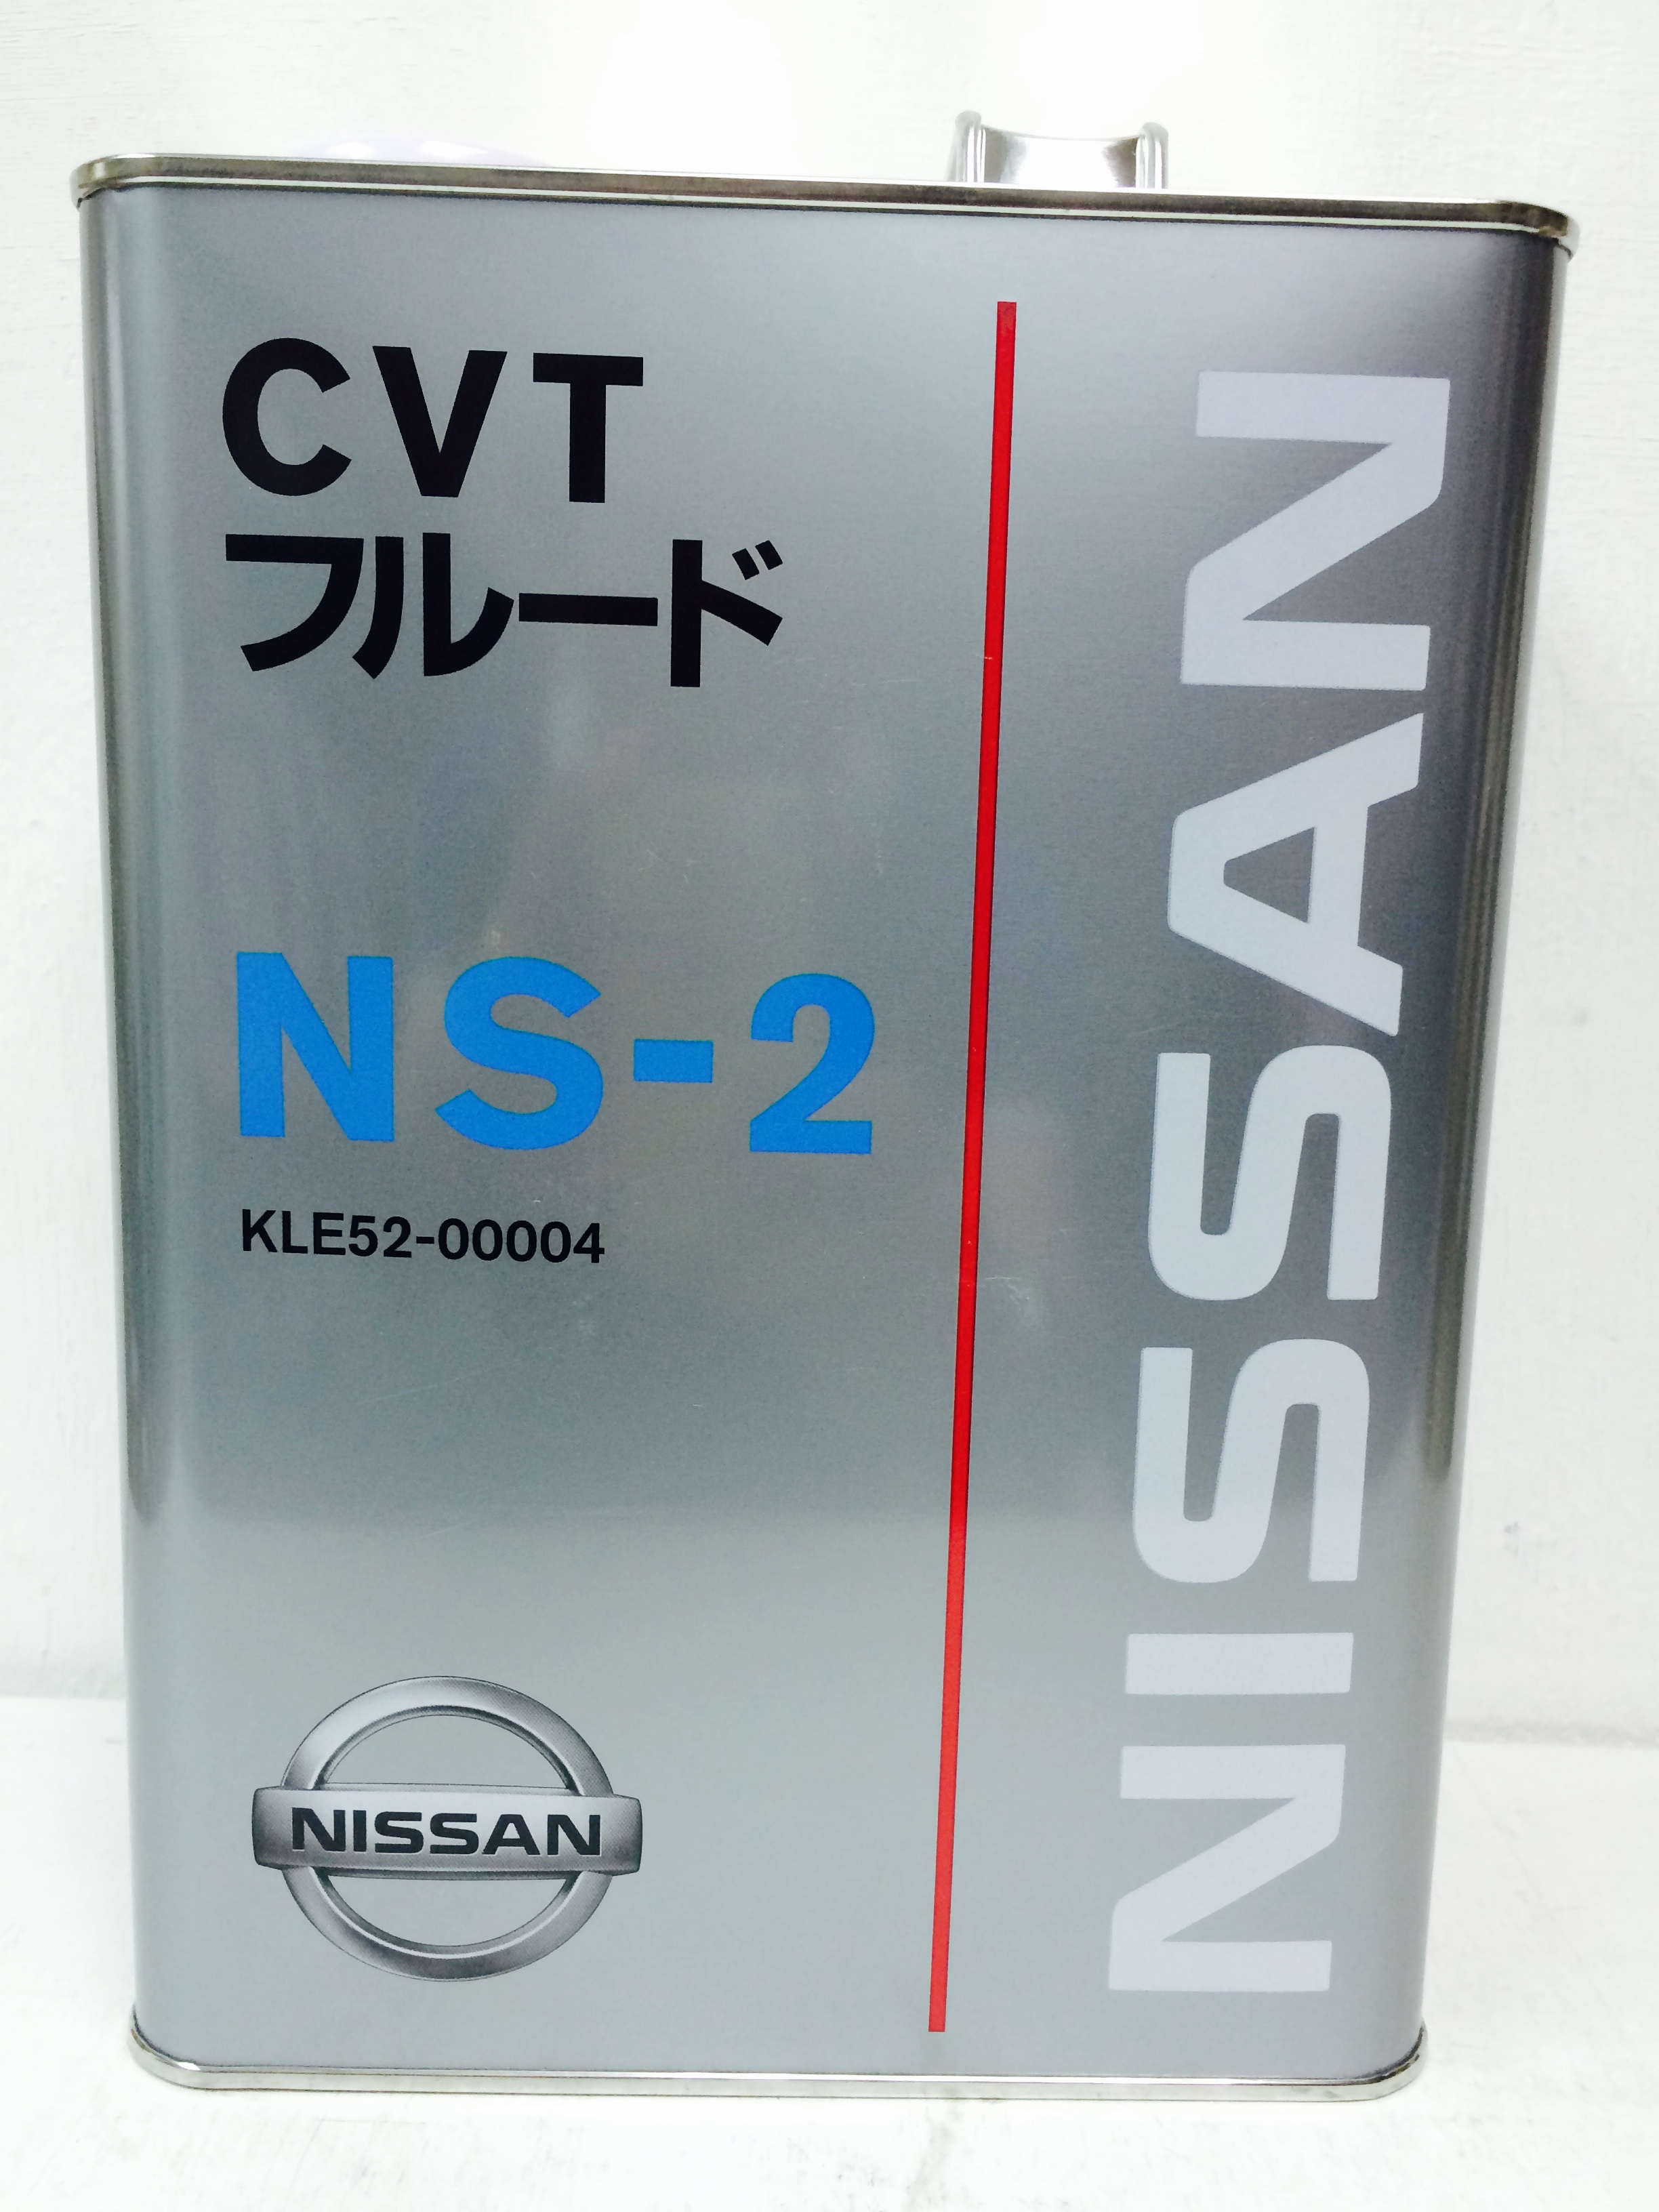 CVT
フルード
NS-2
KLE52-00004
NISSAN
NISSAN